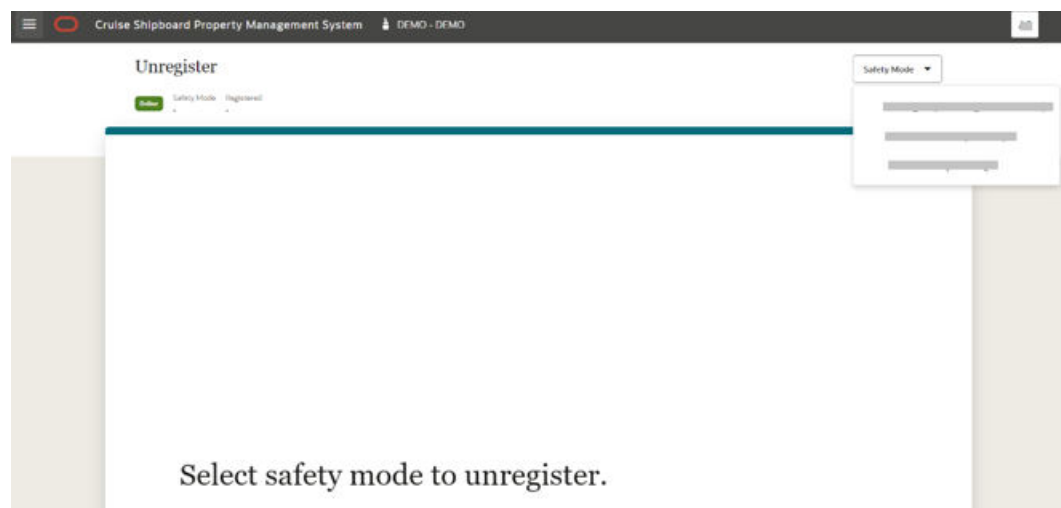 Cruise Shipboard Property Management System DEMO - DEMO
Unregister
Safety Mode
Online Safety Mode Registered
- -
Select safety mode to unregister.